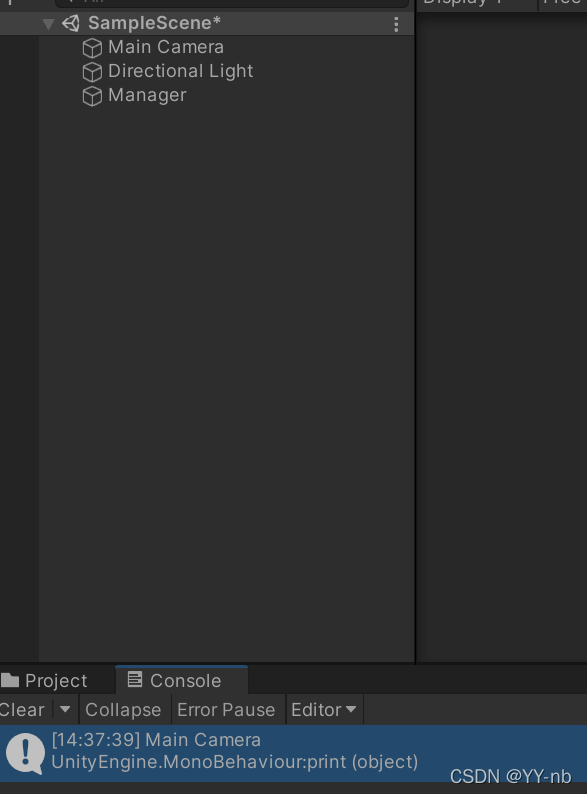 SampleScene*
Main Camera
Directional Light
Manager
Project
Console
Clear
Collapse
Error Pause
Editor
[14:37:39] Main Camera
UnityEngine.MonoBehaviour:print (object)
CSDN @YY-nb